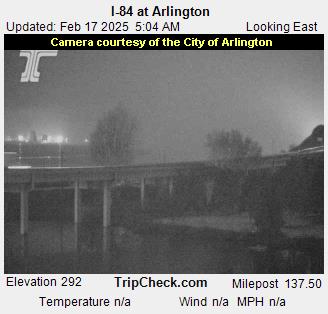 I-84 at Arlington
Updated: Feb 17 2025 5:04 AM Looking East
Camera courtesy of the City of Arlington
Elevation 292 TripCheck.com Milepost 137.50
Temperature n/a Wind n/a MPH n/a